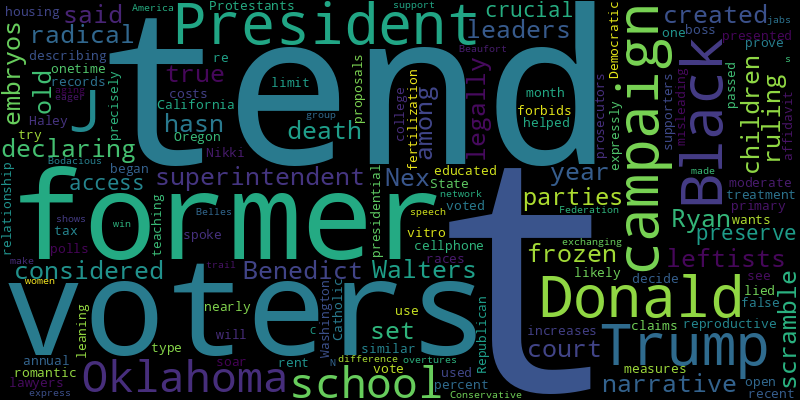 tend
t
former
voters
President
Donald
Trump
campaign
Black
Oklahoma
school
J
said
radical
embryos
old
declaring
housing
America
Protestants
support
crucial
leaders
created
jabs
describing
onetime
records
re
true
costs
California
hasn
Oregon
Haley
try
precisely
Nikki
limit
death
proposals
college
fertilization
among
legally
Beaufort
month
forbids
helped
Democratic
prosecutors
expressly
one
boss
supporters
misleading
presented
prove
passed
s
affidavit
children
ruling
aging
eager
group
Bodacious
began
access
superintendent
Nex
educated
State
network
voted
year
parties
Federation
made
moderate
treatment
primary
wants
Ryan
preserve
relationship
shows
tax
polls
win
teaching
Belles
spoke
presidential
speech
vitro
cellphone
races
exchanging
frozen
likely
decide
leftists
see
lied
false
scramble
considered
make
women
leaning
nearly
trail
Benedict
Washington
Catholic
Walters
use
Republican
annual
type
will
C
set
similar
increases
court
claims
reproductive
measures
open
narrative
recent
romantic
lawyers
express
soar
rent
N
difference
overtures
vote
used
percent
Conservative